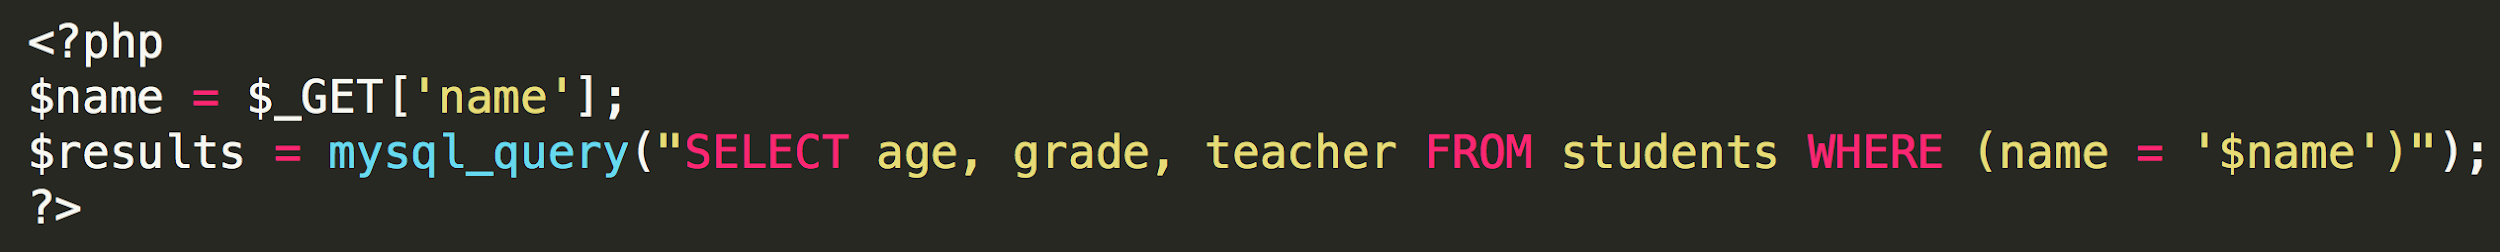 <?php
$name = $_GET['name'];
$results = mysql_query("SELECT age, grade, teacher FROM students WHERE (name = '$name')");
?>